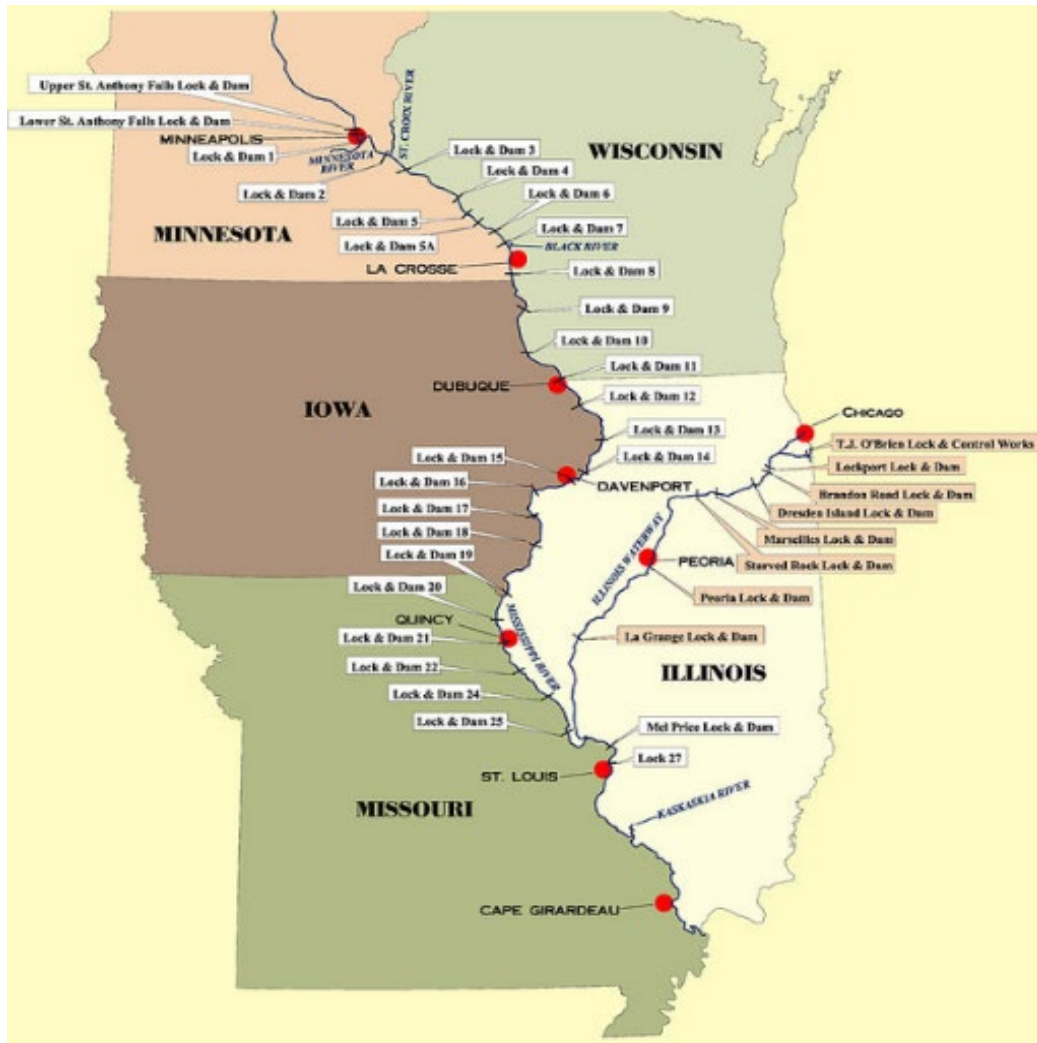 Upper St. Anthony Falls Lock & Dam
Lower St. Anthony Falls Lock & Dam
MINNEAPOLIS
Lock & Dam 1
MINNESOTA
RIVER
ST. CROIX RIVER
Lock & Dam 2
Lock & Dam 3
WISCONSIN
Lock & Dam 4
Lock & Dam 6
Lock & Dam 5
Lock & Dam 7
MINNESOTA
Lock & Dam 5A
BLACK RIVER
LA CROSSE
Lock & Dam 8
Lock & Dam 9
Lock & Dam 10
Lock & Dam 11
DUBUQUE
Lock & Dam 12
IOWA
CHICAGO
Lock & Dam 13
T.J. O'Brien Lock & Control Works
Lock & Dam 15
Lock & Dam 14
Lockport Lock & Dam
Lock & Dam 16
DAVENPORT
Brandon Road Lock & Dam
Lock & Dam 17
Dresden Island Lock & Dam
Lock & Dam 18
Marseilles Lock & Dam
Lock & Dam 19
ILLINOIS WATERWAY
PEORIA
Starved Rock Lock & Dam
Lock & Dam 20
Peoria Lock & Dam
QUINCY
MISSISSIPPI RIVER
Lock & Dam 21
La Grange Lock & Dam
Lock & Dam 22
ILLINOIS
Lock & Dam 24
Lock & Dam 25
Mel Price Lock & Dam
Lock 27
ST. LOUIS
MISSOURI
KASKASKIA RIVER
CAPE GIRARDEAU